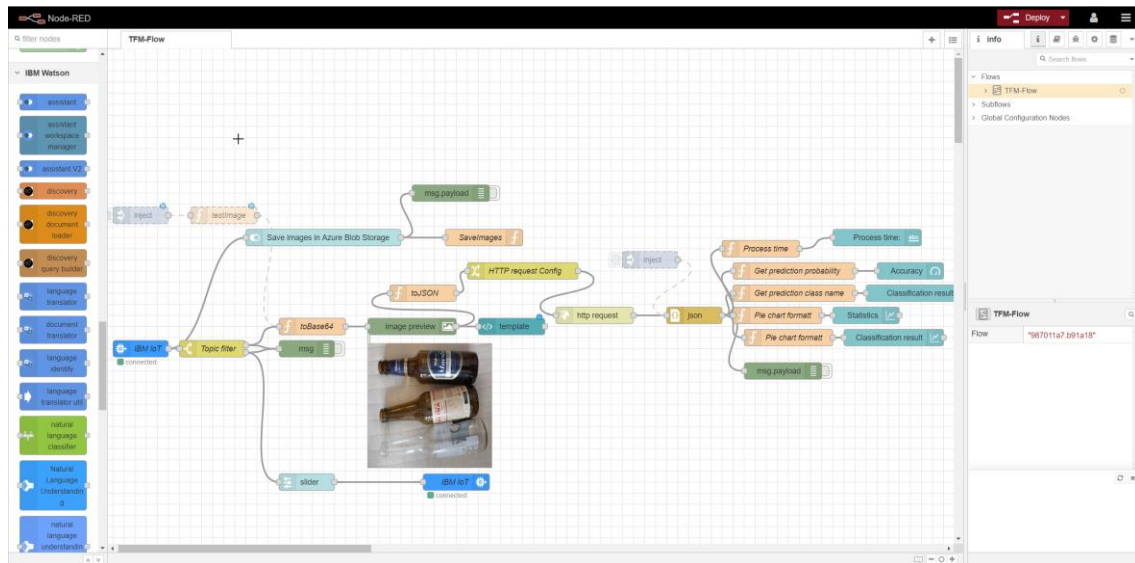 Node-RED
Deploy
filter nodes
TFM-Flow
info
Search flows
IBM Watson
assistant
assistant
workspace
manager
assistant V2
discovery
discovery
document
loader
discovery
query builder
language
translator
document
translator
language
identify
language
translator util
natural
language
classifier
Natural
Language
Understandin
g
natural
language
understandin
Inject
testImage
msg.payload
Save images in Azure Blob Storage
SaveImages
HTTP request Config
toJSON
toBase64
image preview
template
IBM IoT
connected
Topic filter
msg
slider
IBM IoT
connected
inject
http request
json
Process time
Process time:
abc
Get prediction probability
Accuracy
Get prediction class name
Classification result
Pie chart formatt
Statistics
Pie chart formatt
Classification result
msg.payload
Flows
TFM-Flow
Subflows
Global Configuration Nodes
TFM-Flow
Flow
"987011a7.b91a18"